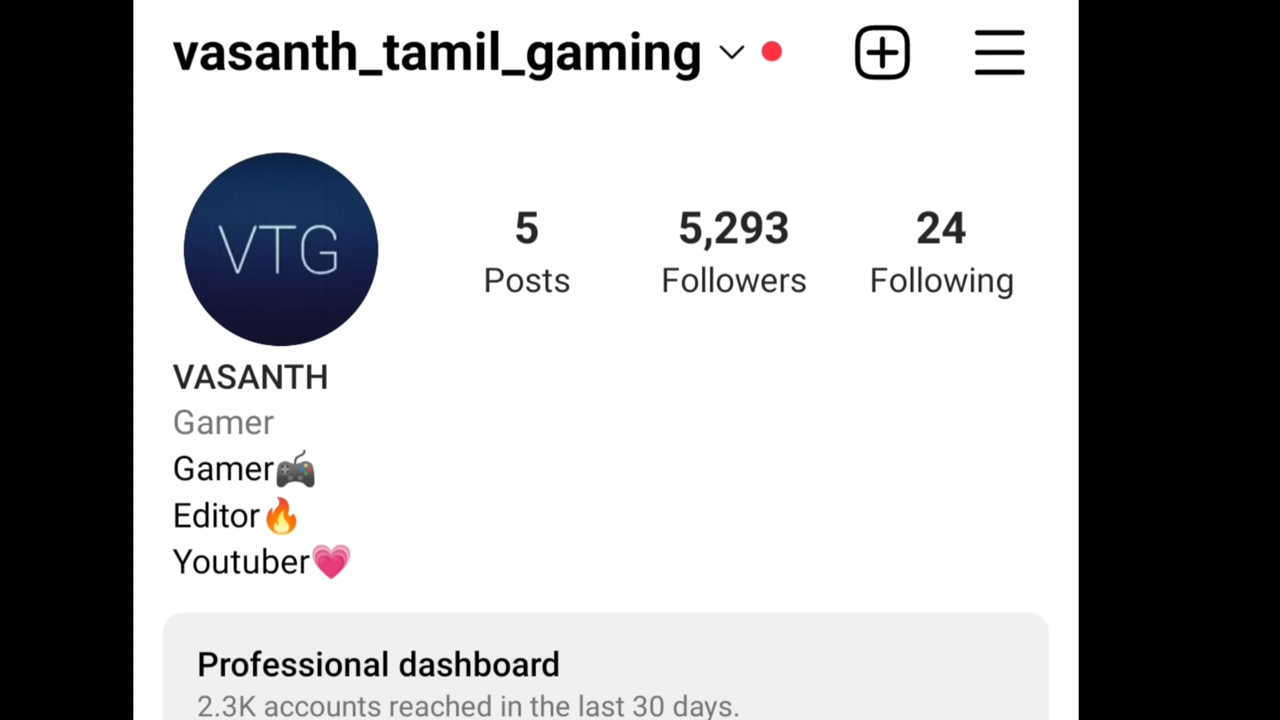 vasanth_tamil_gaming
VTG
5 5,293 24
Posts Followers Following
VASANTH
Gamer
Gamer🎮
Editor🔥
Youtuber💗
Professional dashboard
2.3K accounts reached in the last 30 days.